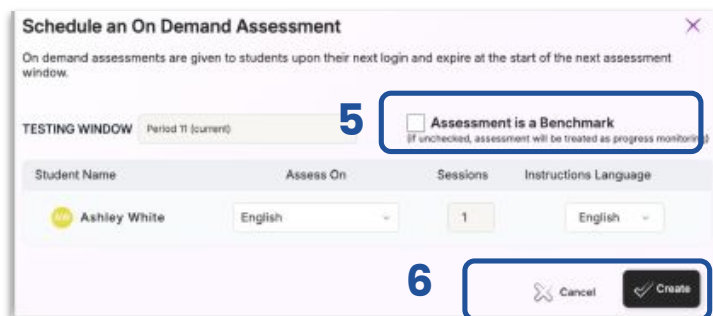 Schedule an On Demand Assessment
On demand assessments are given to students upon their next login and expire at the start of the next assessment
window.
TESTING WINDOW Period 11 (current) 5 Assessment is a Benchmark
(if unchecked, assessment will be treated as progress monitoring)
Student Name Assess On Sessions Instructions Language
AW Ashley White English 1 English
6 Cancel Create